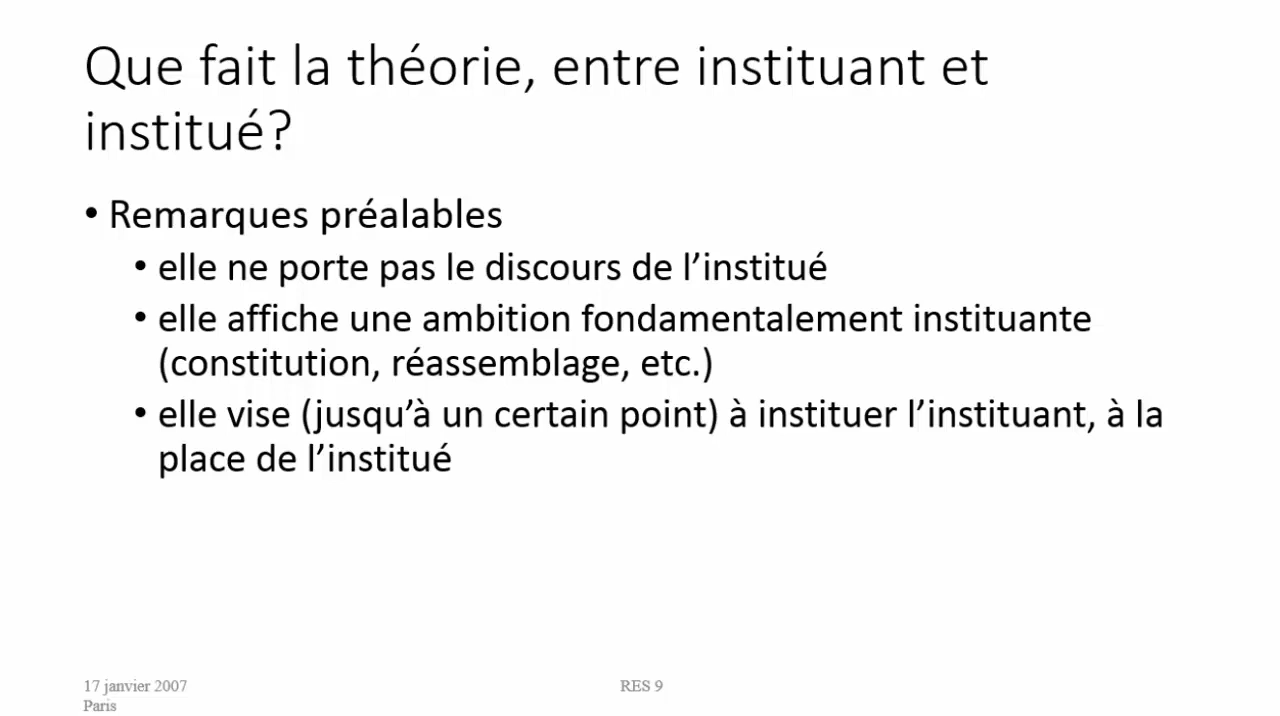 Que fait la théorie, entre instituant et
institué?
• Remarques préalables
• elle ne porte pas le discours de l’institué
• elle affiche une ambition fondamentalement instituante
(constitution, réassemblage, etc.)
• elle vise (jusqu’à un certain point) à instituer l’instituant, à la
place de l’institué
17 janvier 2007
Paris
RES 9